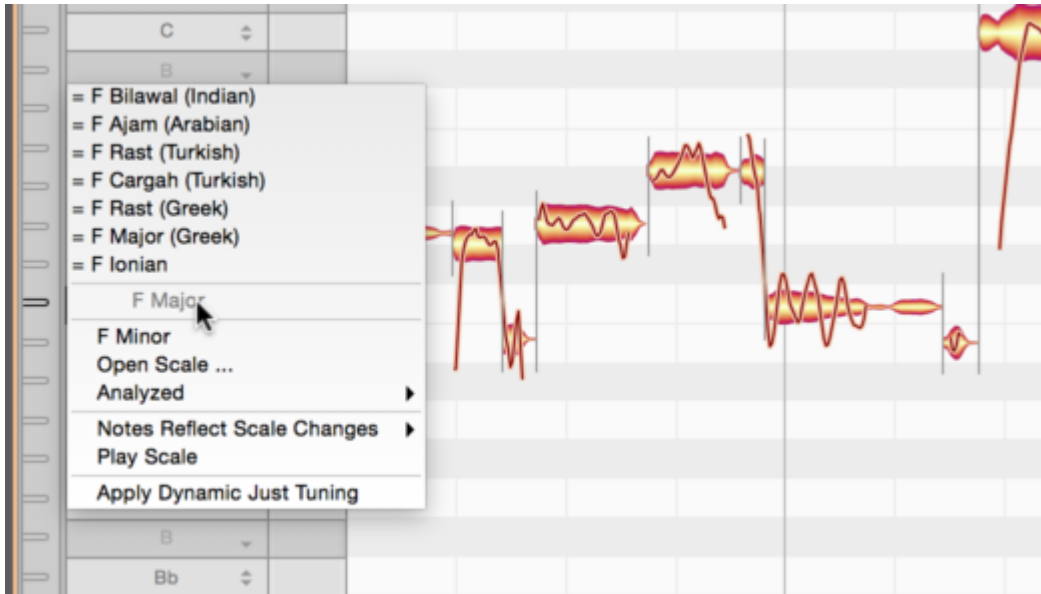 C
B
= F Bilawal (Indian)
= F Ajam (Arabian)
= F Rast (Turkish)
= F Cargah (Turkish)
= F Rast (Greek)
= F Major (Greek)
= F Ionian
F Major
F Minor
Open Scale ...
Analyzed
Notes Reflect Scale Changes
Play Scale
Apply Dynamic Just Tuning
B
Bb